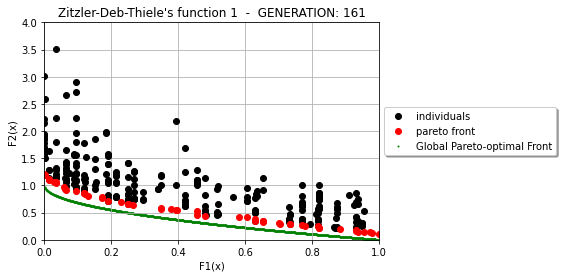 Zitzler-Deb-Thiele's function 1 - GENERATION: 161
4.0
3.5
3.0
2.5
2.0
1.5
1.0
0.5
0.0
F2(x)
0.0 0.2 0.4 0.6 0.8 1.0
F1(x)
individuals
pareto front
Global Pareto-optimal Front